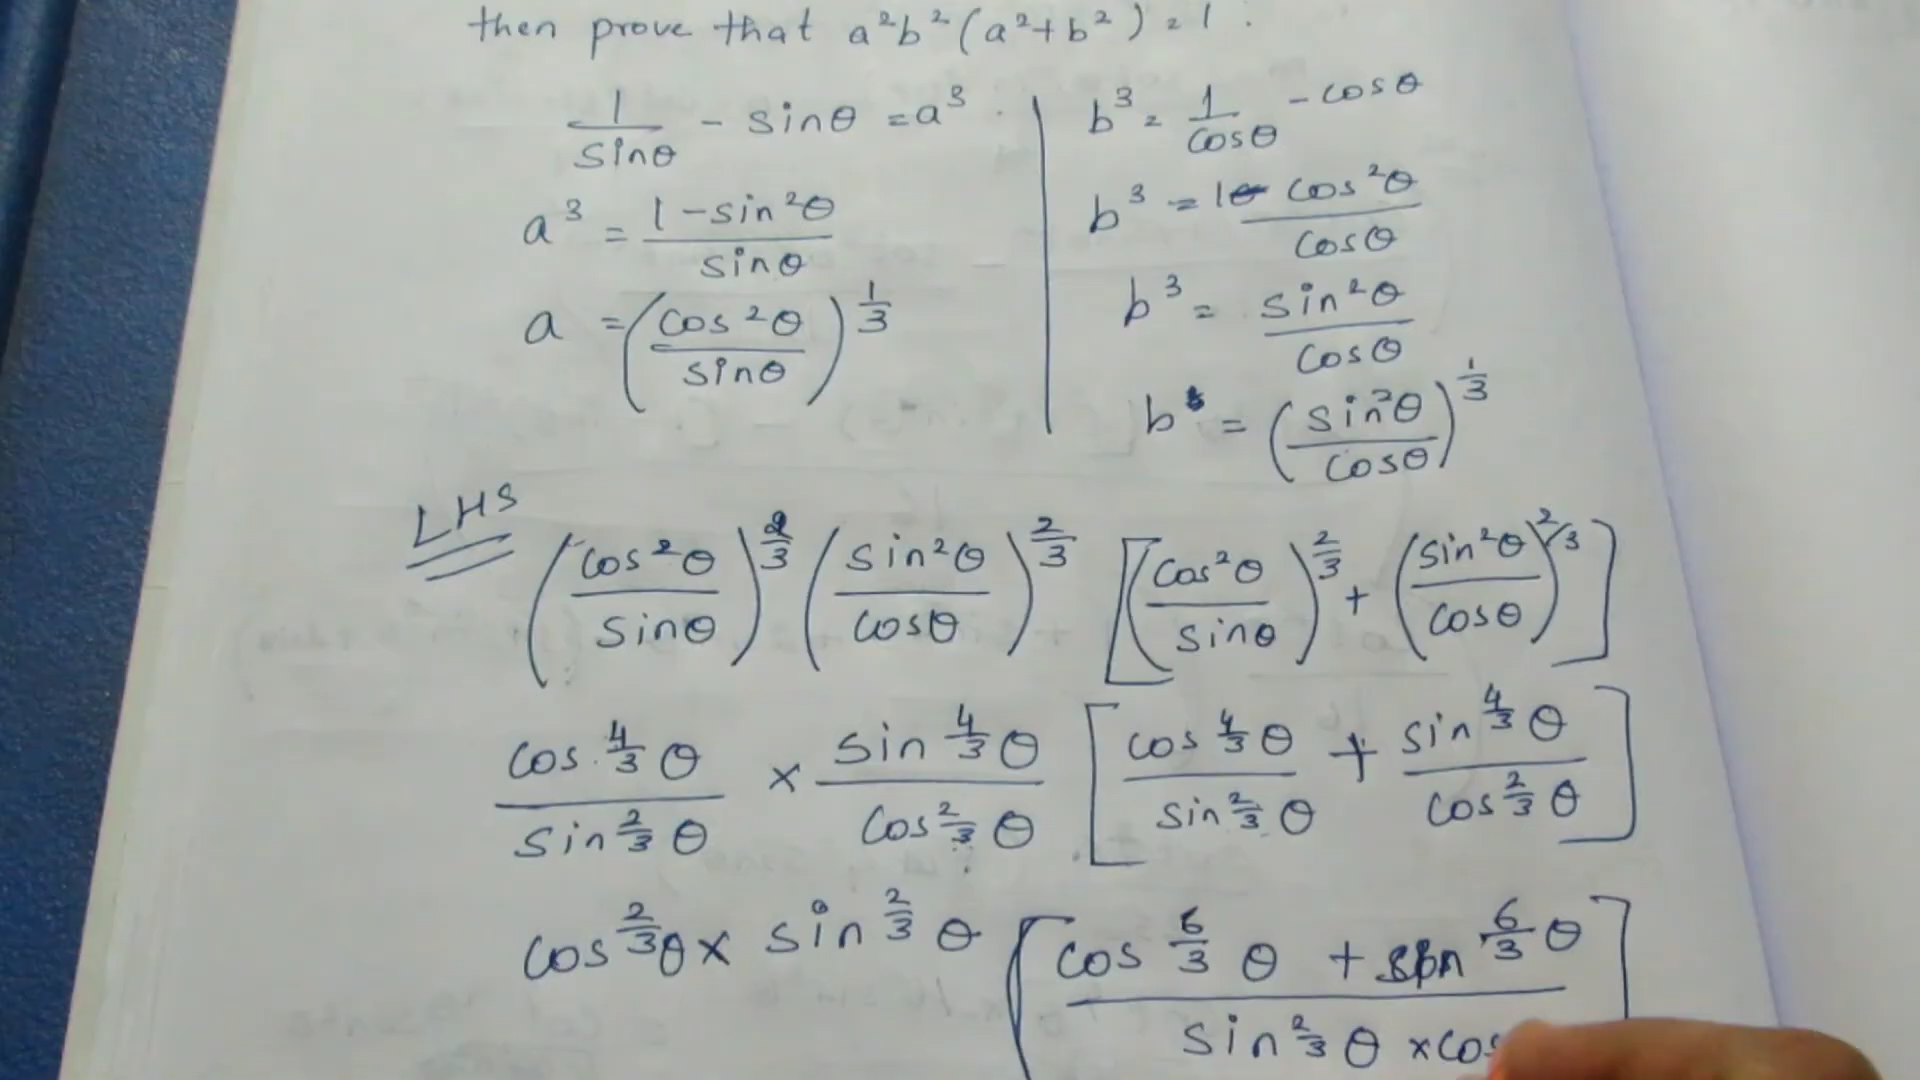 then prove that a²b²(a²+b²) = 1.
1/sinθ - sinθ = a³
a³ = (1-sin²θ)/sinθ
a = (cos²θ/sinθ)^(1/3)
b³ = 1/cosθ - cosθ
b³ = 1- cos²θ/cosθ
b³ = sin²θ/cosθ
b = (sin²θ/cosθ)^(1/3)
LHS
(cos²θ/sinθ)^(2/3) (sin²θ/cosθ)^(2/3) [(cos²θ/sinθ)^(2/3) + (sin²θ/cosθ)^(2/3)]
cos^(4/3) θ/sin^(2/3) θ × sin^(4/3) θ/cos^(2/3) θ [cos^(4/3) θ/sin^(2/3) θ + sin^(4/3) θ/cos^(2/3) θ]
cos^(2/3) θ × sin^(2/3) θ [(cos^(6/3) θ + sin^(6/3) θ)/(sin^(2/3) θ × cos